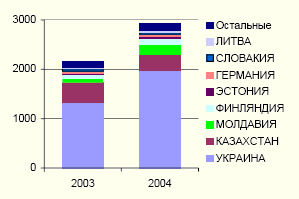 3000
2000
1000
0
2003
2004
Остальные
ЛИТВА
СЛОВАКИЯ
ГЕРМАНИЯ
ЭСТОНИЯ
ФИНЛЯНДИЯ
МОЛДАВИЯ
КАЗАХСТАН
УКРАИНА